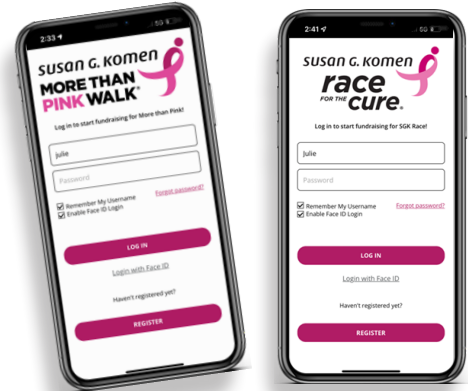 2:33
5G
SUSAN G. KOMEN
MORE THAN
PINK WALK®
Log in to start fundraising for More than Pink!
Julie
Password
Forgot password?
Remember My Username
Enable Face ID Login
LOG IN
Login with Face ID
Haven't registered yet?
REGISTER
2:41
5G
SUSAN G. KOMEN
race
FOR THE
cure®
Log in to start fundraising for SGK Race!
Julie
Password
Remember My Username
Forgot password?
Enable Face ID Login
LOG IN
Login with Face ID
Haven't registered yet?
REGISTER